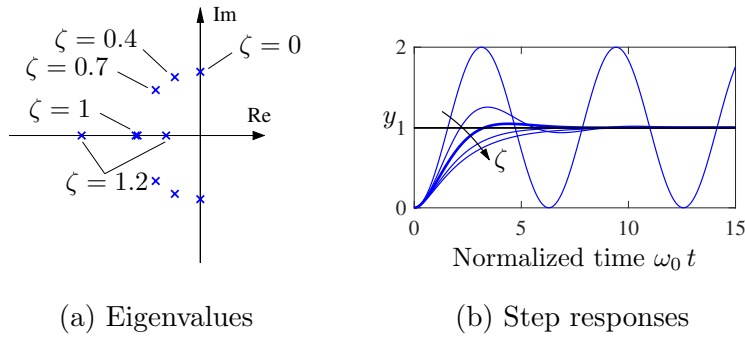 Im
ζ = 0.4
ζ = 0
ζ = 0.7
ζ = 1
Re
ζ = 1.2
(a) Eigenvalues
2
y
1
ζ
0
0 5 10 15
Normalized time ω₀ t
(b) Step responses